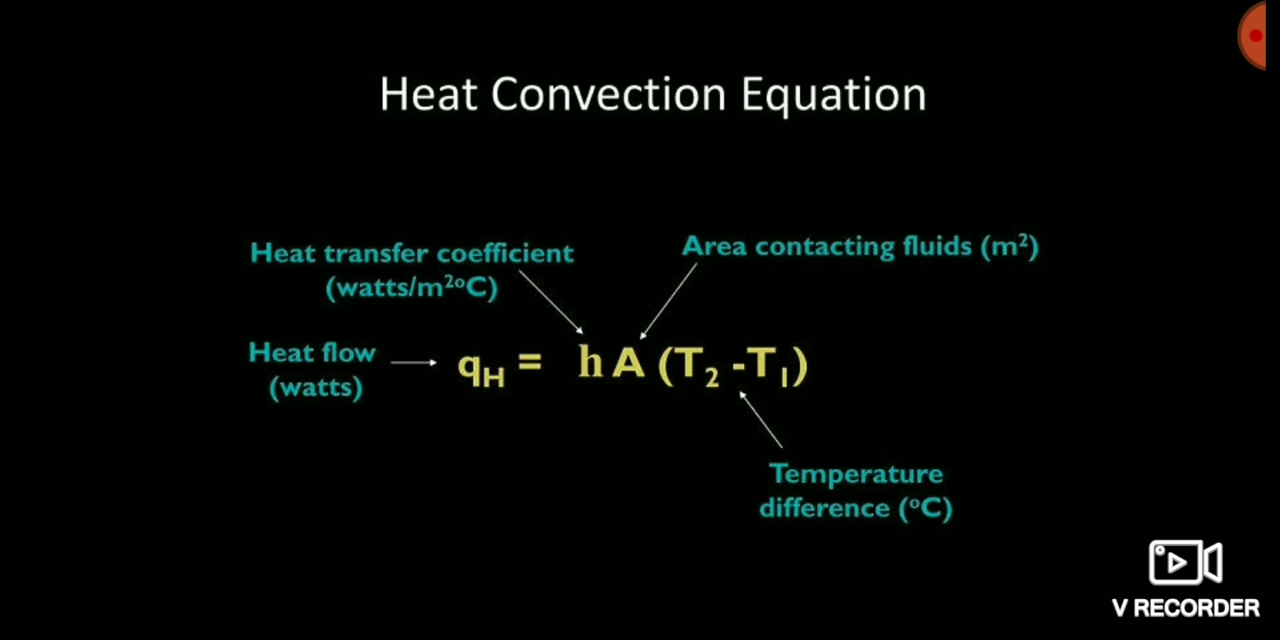 Heat Convection Equation
Heat transfer coefficient
(watts/m²°C)
Area contacting fluids (m²)
Heat flow
(watts)
qH = h A (T₂ -T₁)
Temperature
difference (°C)
V RECORDER